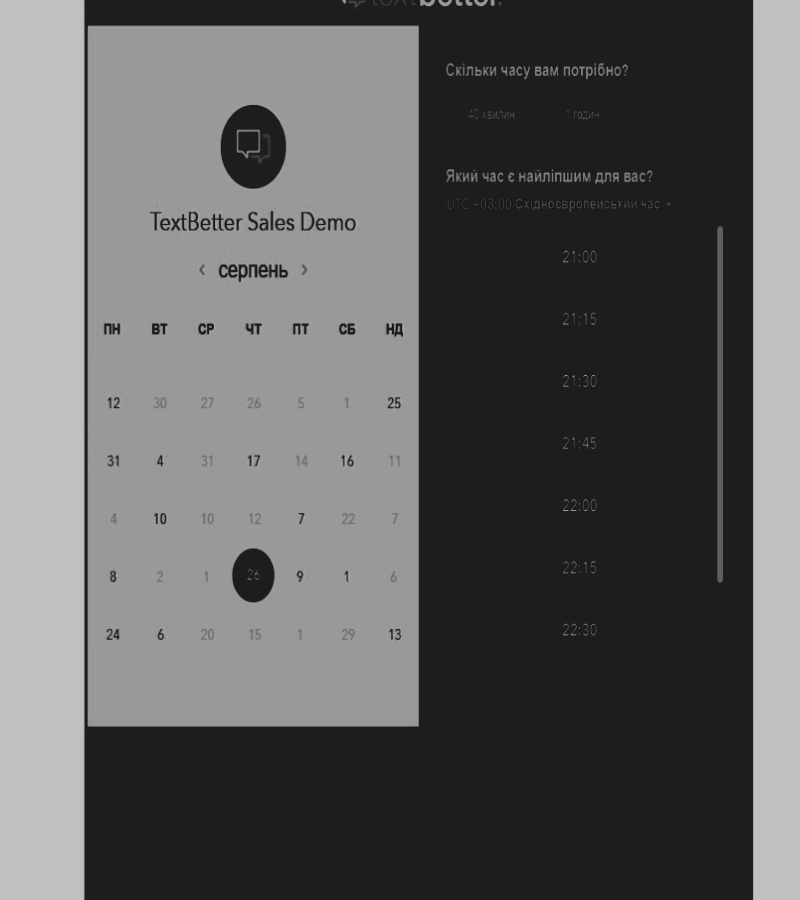 textbetter.
TextBetter Sales Demo
‹ серпень ›
ПН ВТ СР ЧТ ПТ СБ НД
12 30 27 26 5 1 25
31 4 31 17 14 16 11
4 10 10 12 7 22 7
8 2 1 26 9 1 6
24 6 20 15 1 29 13
Скільки часу вам потрібно?
40 хвилин 1 годин
Який час є найліпшим для вас?
UTC +03:00 Східноєвропейський час
21:00
21:15
21:30
21:45
22:00
22:15
22:30